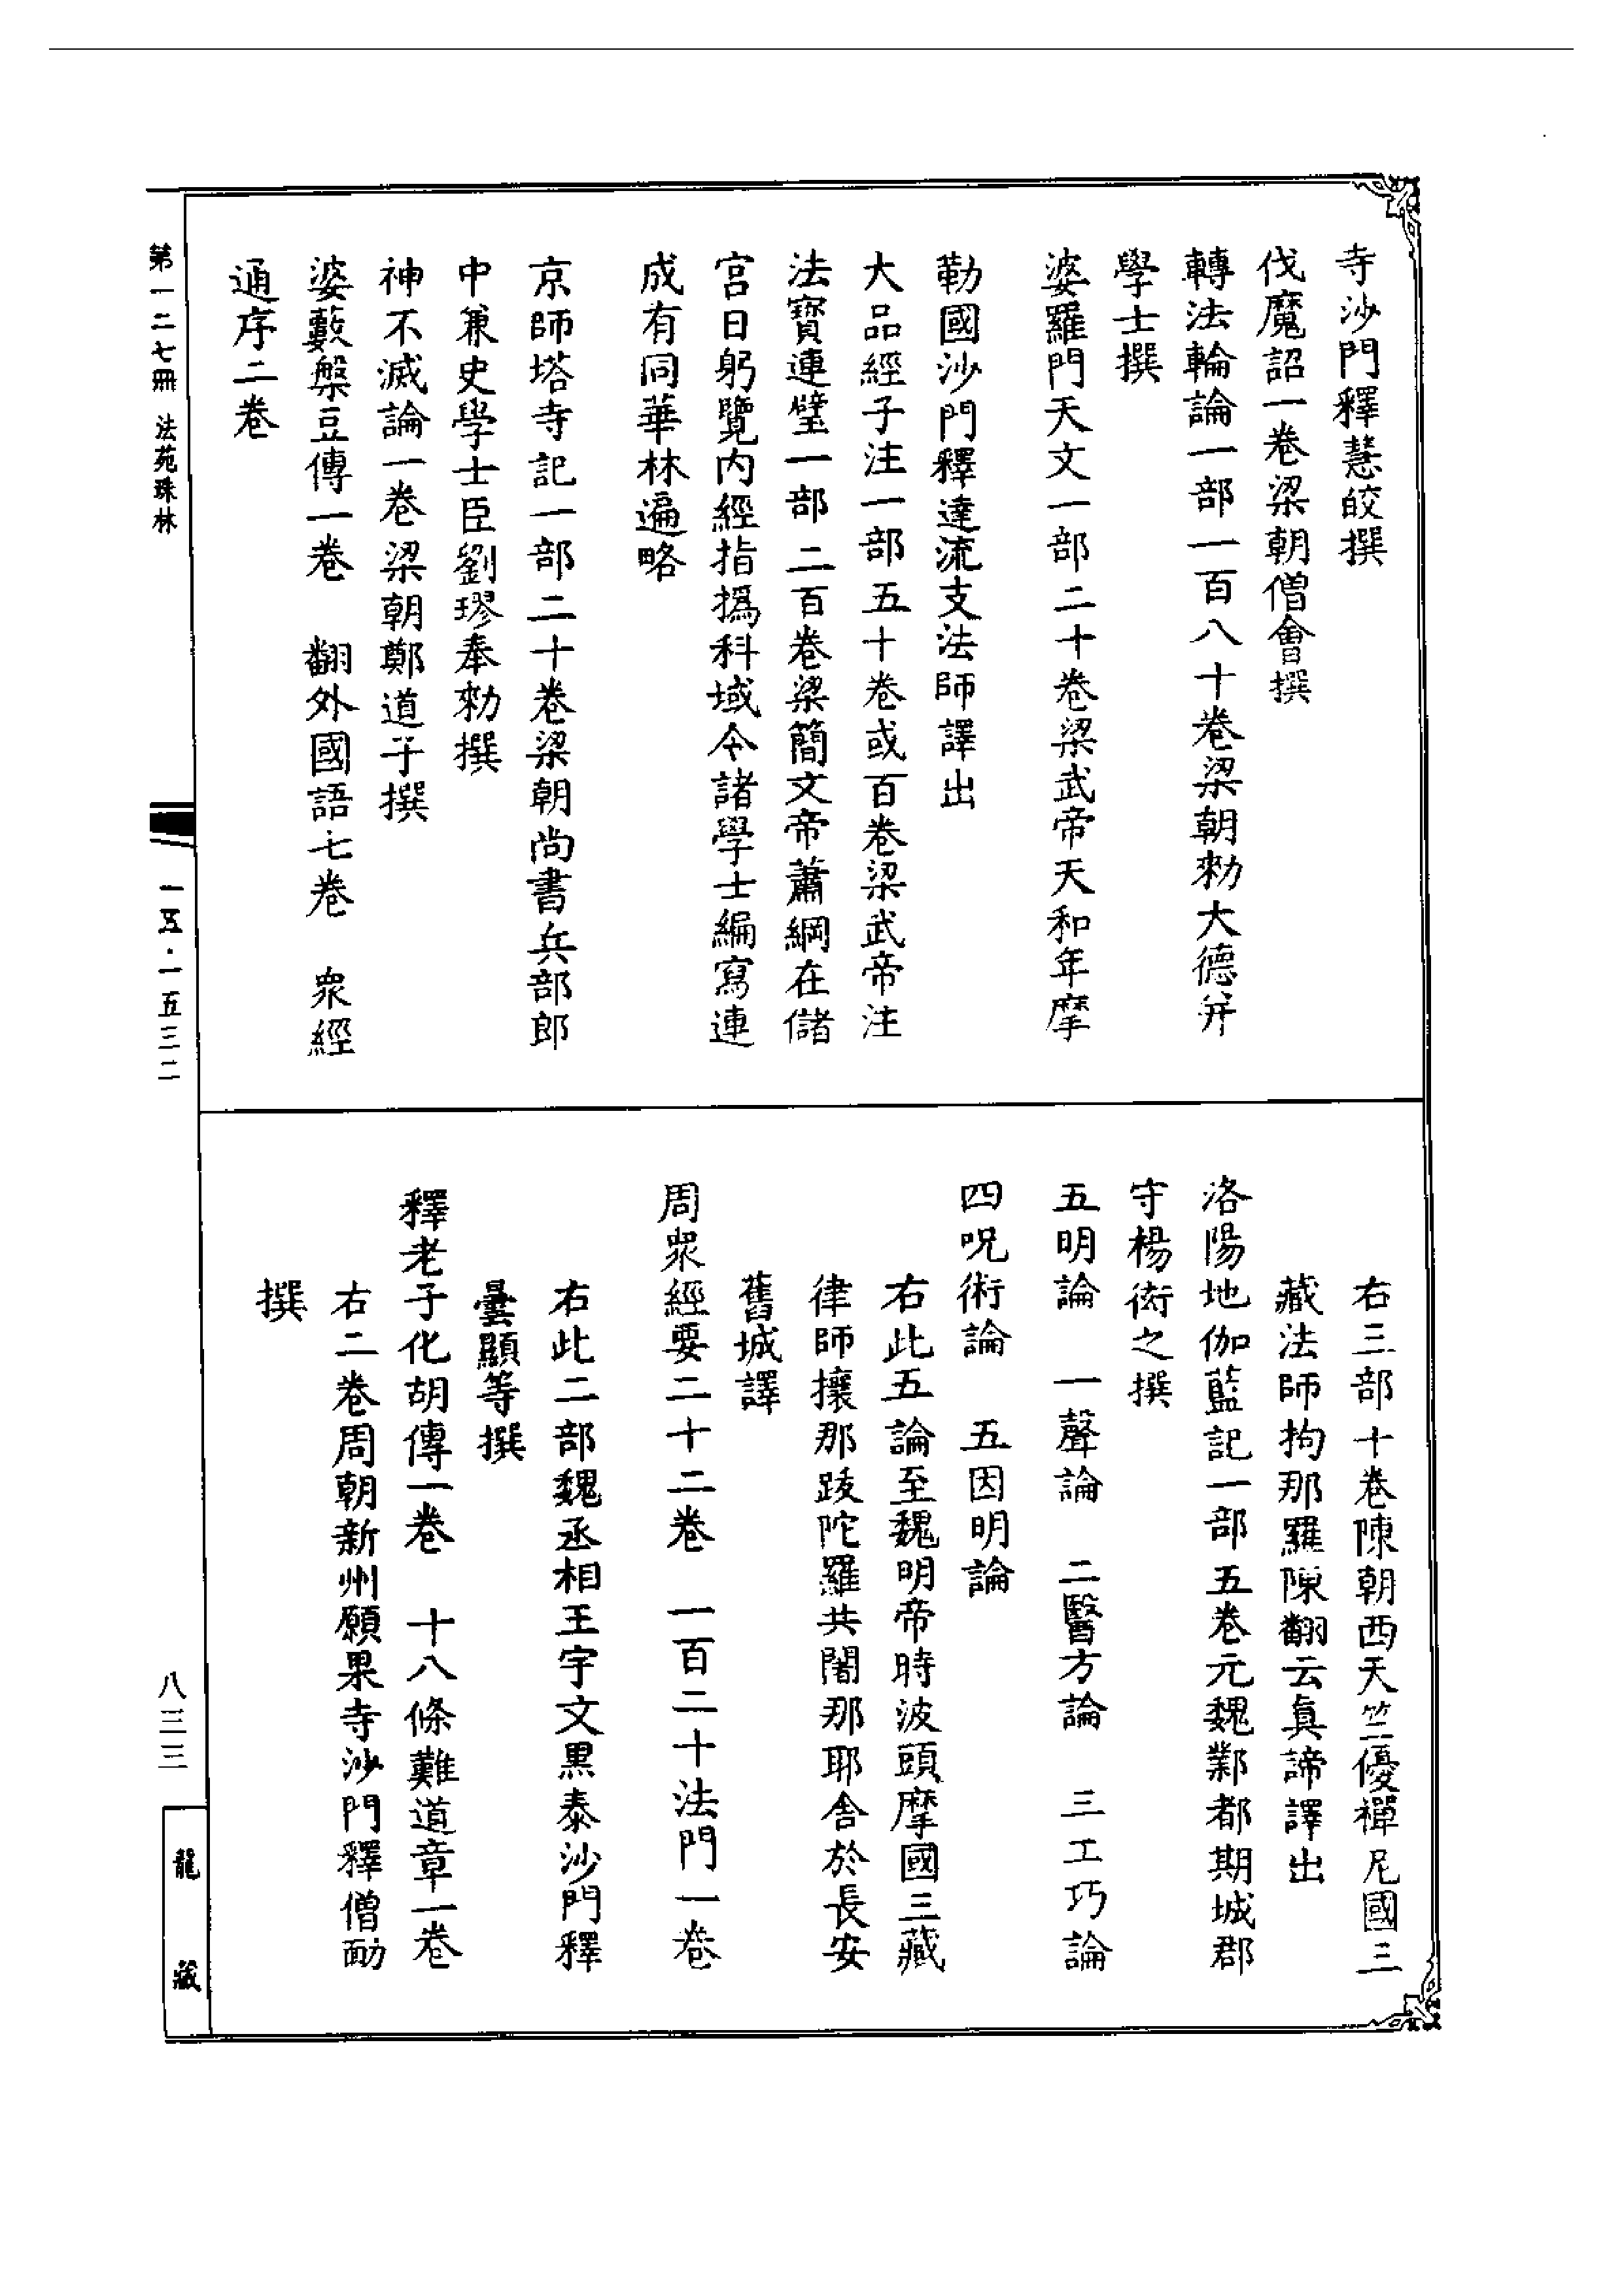 寺沙門釋慧皎撰
伐魔詔一卷梁朝僧會撰
轉法輪論一部一百八十卷梁朝勑大德并
學士撰
婆羅門天文一部二十卷梁武帝天和年摩
勒國沙門釋達流支法師譯出
大品經子注一部五十卷或百卷梁武帝注
法寶連璧一部二百卷梁簡文帝蕭綱在儲
宮日躬覽内經指撝科域令諸學士編寫連
成有同華林遍略
京師塔寺記一部二十卷梁朝尚書兵部郎
中兼史學士臣劉璆奉勑撰
神不滅論一卷梁朝鄭道子撰
婆藪槃豆傳一卷　翻外國語七卷　衆經
通序二卷
右三部十卷陳朝西天竺優禪尼國三
藏法師拘那羅陳翻云眞諦譯出
洛陽地伽藍記一部五卷元魏鄴都期城郡
守楊衒之撰
五明論　一聲論　二醫方論　三工巧論
四呪術論　五因明論
右此五論至魏明帝時波頭摩國三藏
律師攘那跋陀羅共闍那耶舍於長安
舊城譯
周衆經要二十二卷　一百二十法門一卷
右此二部魏丞相王宇文黑泰沙門釋
曇顯等撰
釋老子化胡傳一卷　十八條難道章一卷
右二卷周朝新州願果寺沙門釋僧勔
撰
第一二七冊　法苑珠林
一五·一五三二
八三三
龍藏